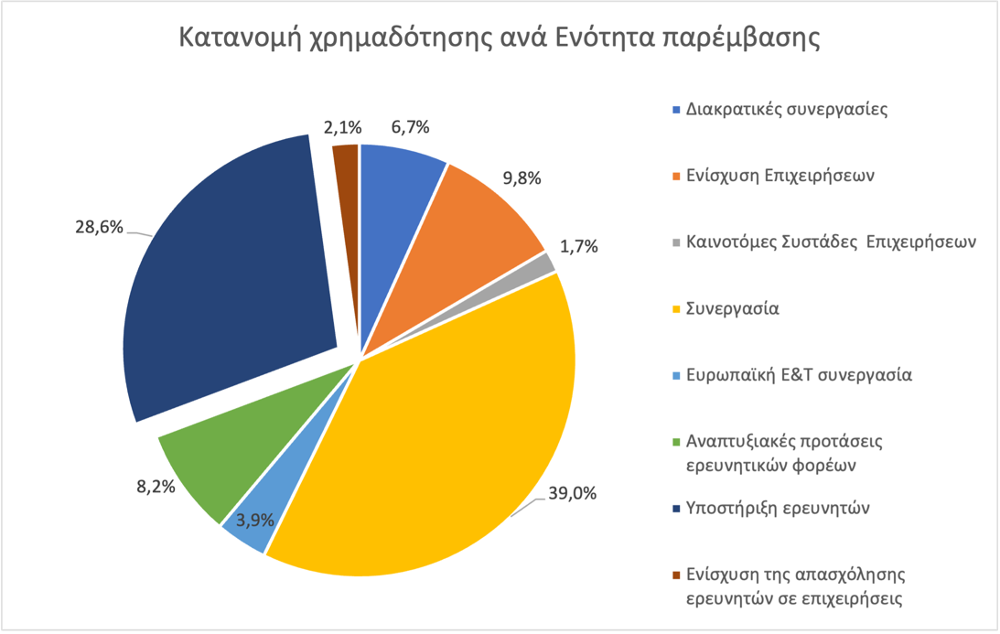 Κατανομή χρημαδότησης ανά Ενότητα παρέμβασης
2,1%
6,7%
9,8%
1,7%
28,6%
39,0%
8,2%
3,9%
Διακρατικές συνεργασίες
Ενίσχυση Επιχειρήσεων
Καινοτόμες Συστάδες Επιχειρήσεων
Συνεργασία
Ευρωπαϊκή Ε&Τ συνεργασία
Αναπτυξιακές προτάσεις
ερευνητικών φορέων
Υποστήριξη ερευνητών
Ενίσχυση της απασχόλησης
ερευνητών σε επιχειρήσεις